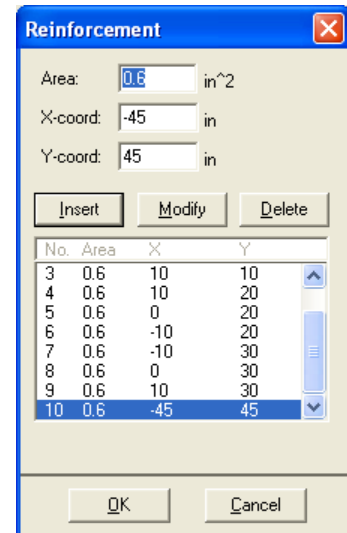 Reinforcement
Area: 0.6 in^2
X-coord: -45 in
Y-coord: 45 in
Insert Modify Delete
No. Area X Y
3 0.6 10 10
4 0.6 10 20
5 0.6 0 20
6 0.6 -10 20
7 0.6 -10 30
8 0.6 0 30
9 0.6 10 30
10 0.6 -45 45
OK Cancel